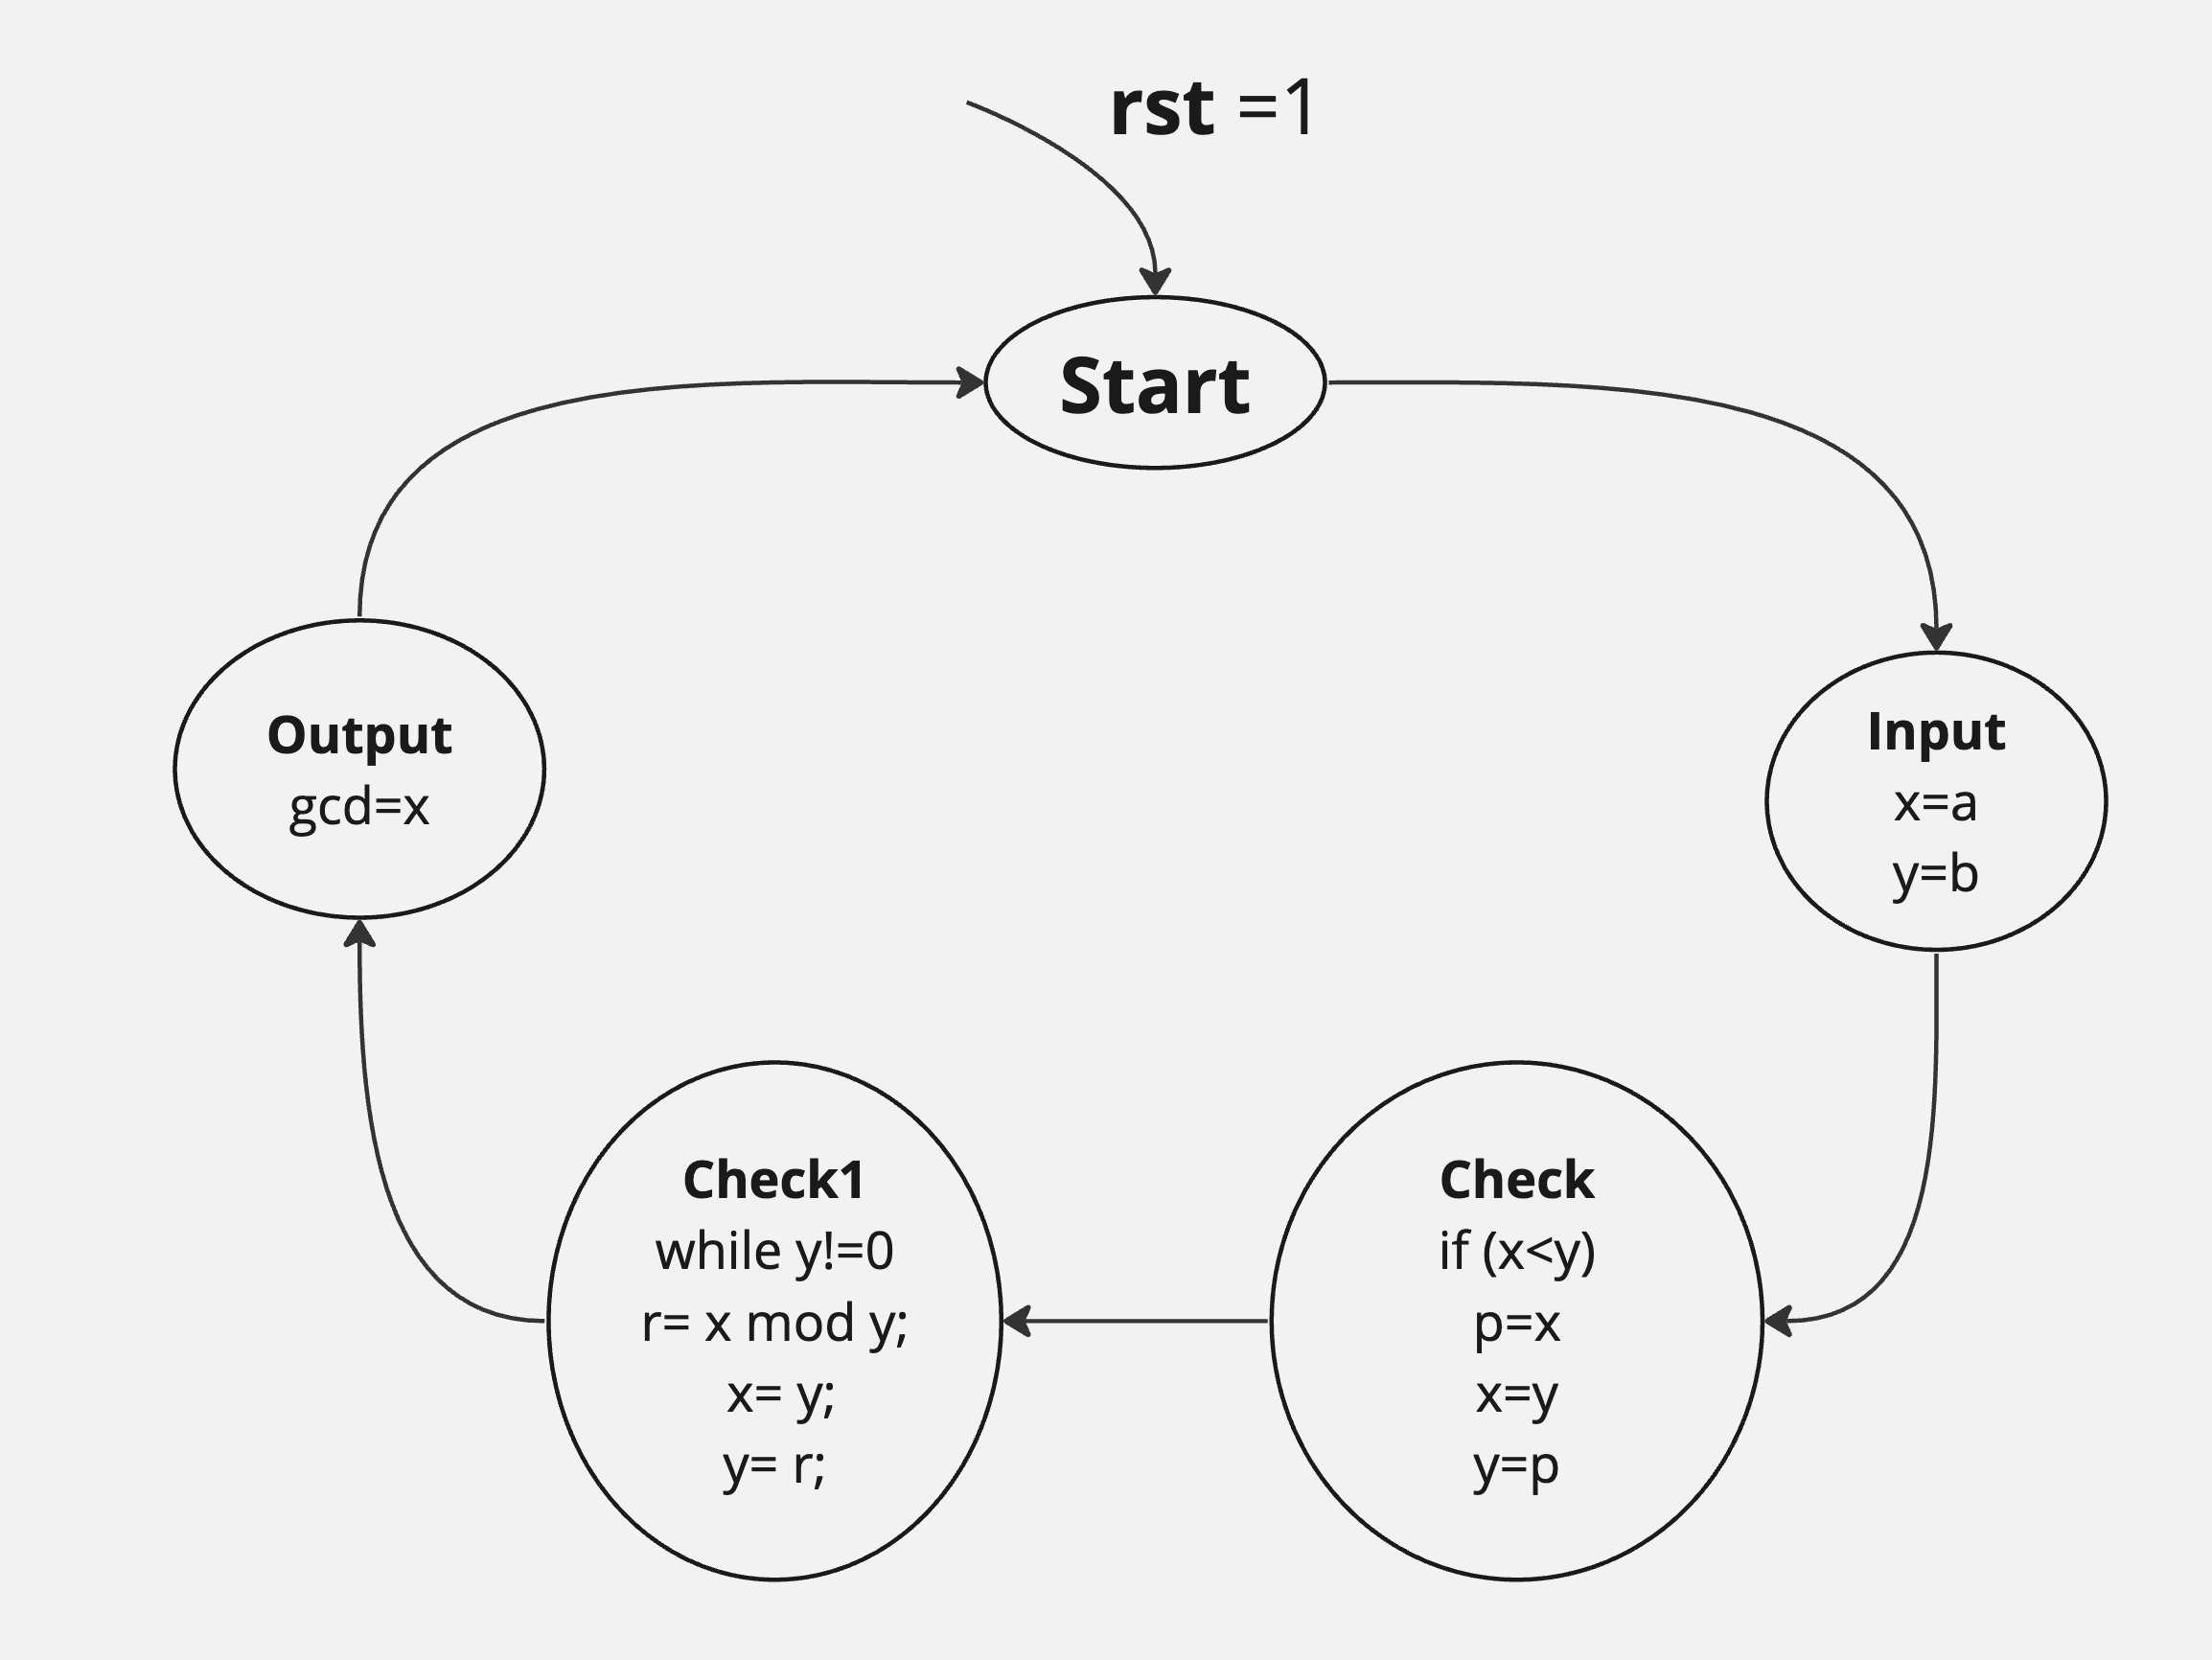 rst =1
Start
Output
gcd=x
Input
x=a
y=b
Check1
while y!=0
r= x mod y;
x= y;
y= r;
Check
if (x<y)
p=x
x=y
y=p